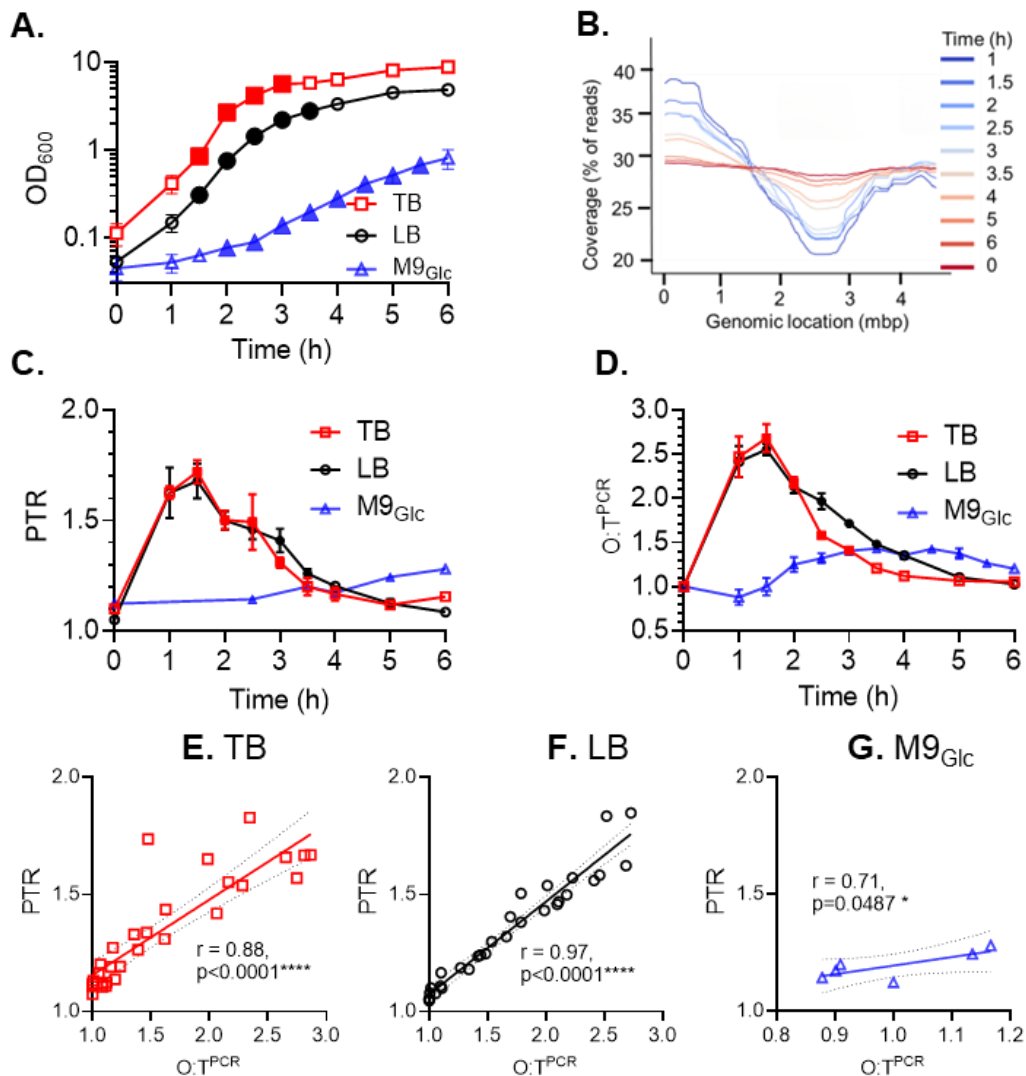 A.
OD600
10
1
0.1
TB
LB
M9Glc
0 1 2 3 4 5 6
Time (h)
B.
Coverage (% of reads)
40
35
30
25
20
0 1 2 3 4
Genomic location (mbp)
Time (h)
1
1.5
2
2.5
3
3.5
4
5
6
0
C.
PTR
2.0
1.5
1.0
TB
LB
M9Glc
0 1 2 3 4 5 6
Time (h)
D.
O:T^PCR
3.0
2.5
2.0
1.5
1.0
0.5
TB
LB
M9Glc
0 1 2 3 4 5 6
Time (h)
E. TB
PTR
2.0
1.5
1.0
r = 0.88,
p<0.0001****
1.0 1.5 2.0 2.5 3.0
O:T^PCR
F. LB
PTR
2.0
1.5
1.0
r = 0.97,
p<0.0001****
1.0 1.5 2.0 2.5 3.0
O:T^PCR
G. M9Glc
PTR
2.0
1.5
1.0
r = 0.71,
p=0.0487 *
0.8 0.9 1.0 1.1 1.2
O:T^PCR